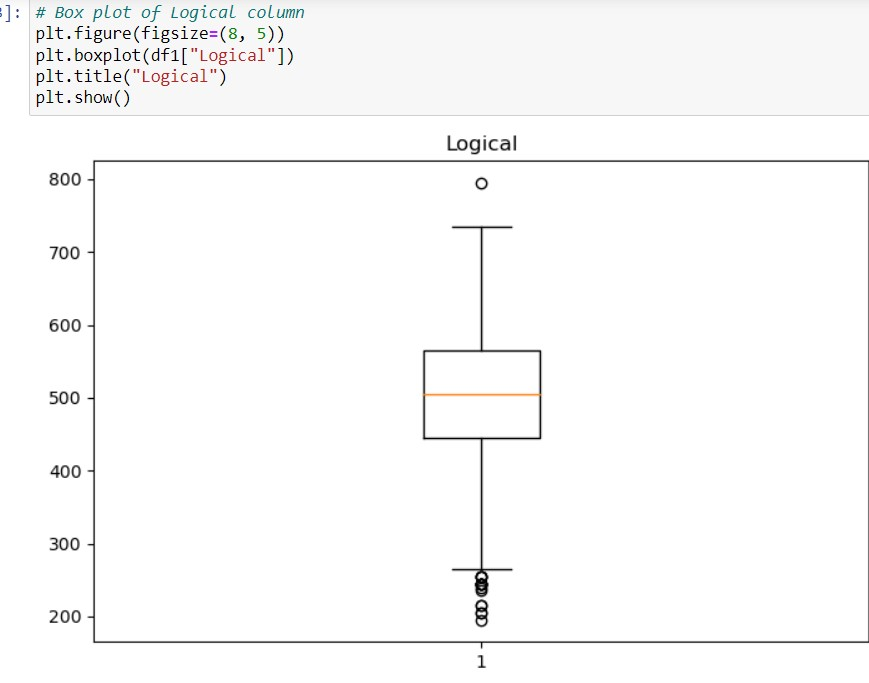 3]: # Box plot of Logical column
plt.figure(figsize=(8, 5))
plt.boxplot(df1["Logical"])
plt.title("Logical")
plt.show()
Logical
800
700
600
500
400
300
200
1